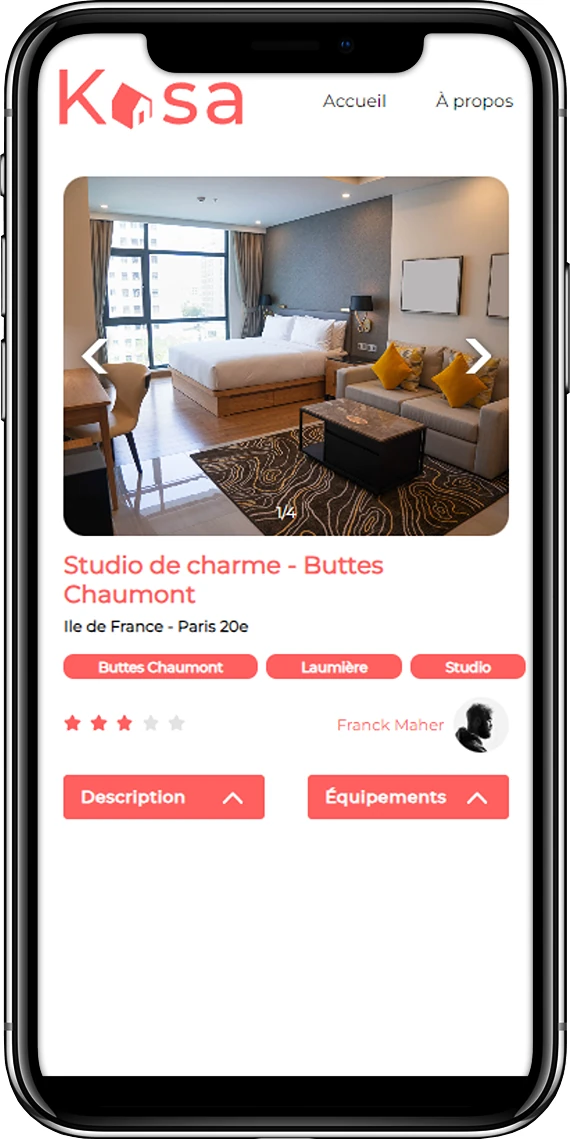 Kasa
Accueil À propos
1/4
Studio de charme - Buttes
Chaumont
Ile de France - Paris 20e
Buttes Chaumont Laumière Studio
Franck Maher
Description Équipements